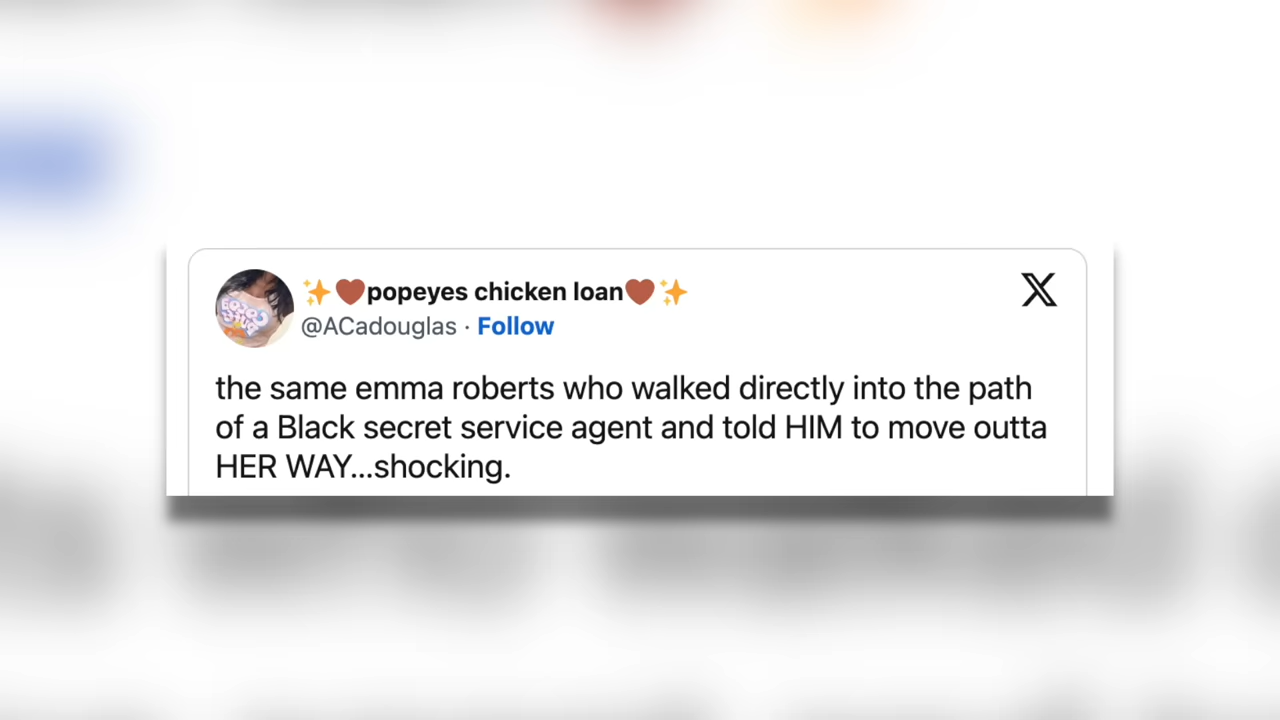 ✨🤎popeyes chicken loan🤎✨
@ACadouglas · Follow
the same emma roberts who walked directly into the path
of a Black secret service agent and told HIM to move outta
HER WAY...shocking.